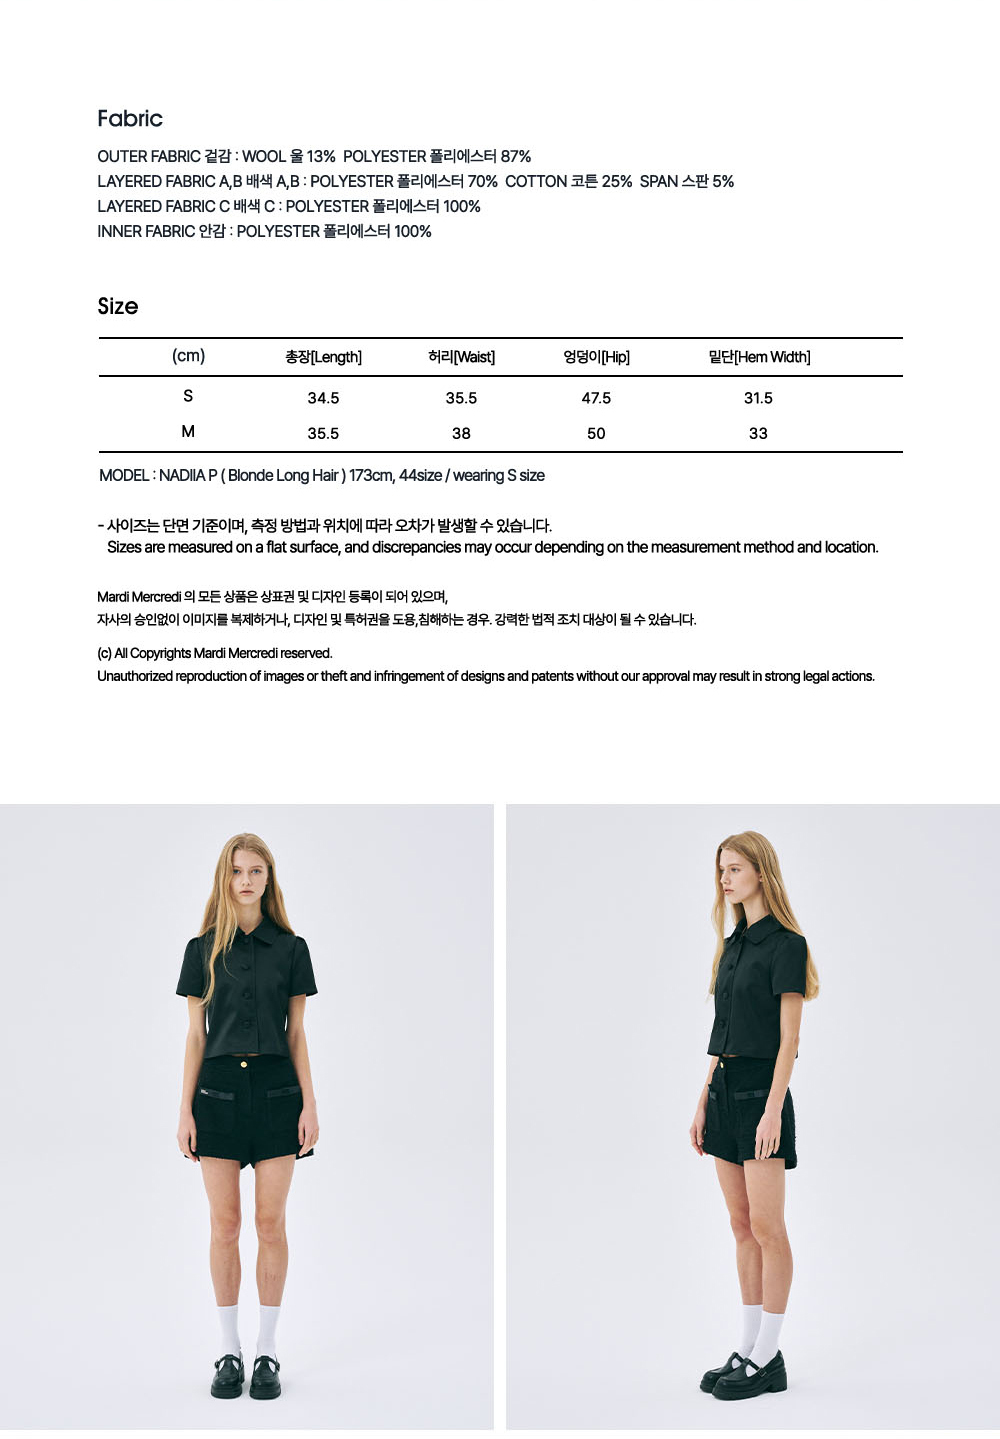 Fabric
OUTER FABRIC 겉감 : WOOL 울 13% POLYESTER 폴리에스터 87%
LAYERED FABRIC A,B 배색 A,B : POLYESTER 폴리에스터 70% COTTON 코튼 25% SPAN 스판 5%
LAYERED FABRIC C 배색 C : POLYESTER 폴리에스터 100%
INNER FABRIC 안감 : POLYESTER 폴리에스터 100%
Size
(cm) 총장[Length] 허리[Waist] 엉덩이[Hip] 밑단[Hem Width]
S 34.5 35.5 47.5 31.5
M 35.5 38 50 33
MODEL : NADIIA P ( Blonde Long Hair ) 173cm, 44size / wearing S size
- 사이즈는 단면 기준이며, 측정 방법과 위치에 따라 오차가 발생할 수 있습니다.
Sizes are measured on a flat surface, and discrepancies may occur depending on the measurement method and location.
Mardi Mercredi 의 모든 상품은 상표권 및 디자인 등록이 되어 있으며,
자사의 승인없이 이미지를 복제하거나, 디자인 및 특허권을 도용,침해하는 경우. 강력한 법적 조치 대상이 될 수 있습니다.
(c) All Copyrights Mardi Mercredi reserved.
Unauthorized reproduction of images or theft and infringement of designs and patents without our approval may result in strong legal actions.